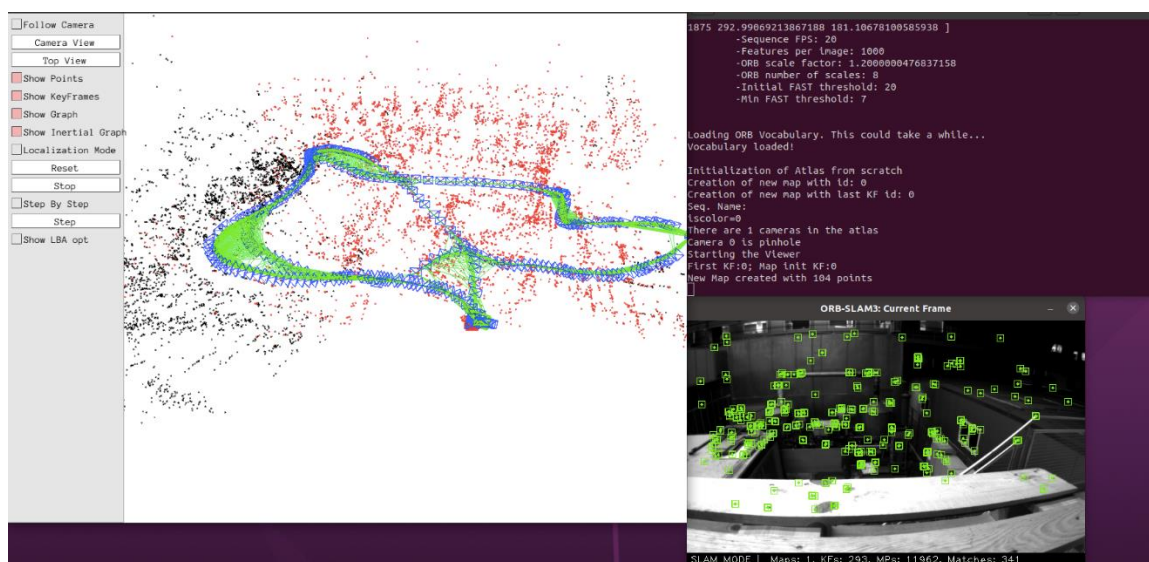 Follow Camera
Camera View
Top View
Show Points
Show KeyFrames
Show Graph
Show Inertial Graph
Localization Mode
Reset
Stop
Step By Step
Step
Show LBA opt
1875 292.99069213867188 181.10678100585938 ]
-Sequence FPS: 20
-Features per image: 1000
-ORB scale factor: 1.2000000476837158
-ORB number of scales: 8
-Initial FAST threshold: 20
-Min FAST threshold: 7
Loading ORB Vocabulary. This could take a while...
Vocabulary loaded!
Initialization of Atlas from scratch
Creation of new map with id: 0
Creation of new map with last KF id: 0
Seq. Name:
iscolor=0
There are 1 cameras in the atlas
Camera 0 is pinhole
Starting the Viewer
First KF:0; Map init KF:0
New Map created with 104 points
ORB-SLAM3: Current Frame
SLAM MODE | Maps: 1, KFs: 293, MPs: 11962, Matches: 341